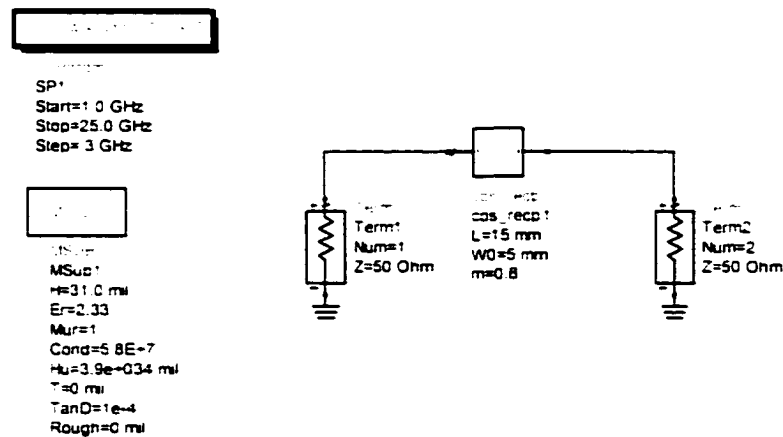 SP1
Start=1.0 GHz
Stop=25.0 GHz
Step=.3 GHz
MSub1
H=31.0 mil
Er=2.33
Mur=1
Cond=5.8E+7
Hu=3.9e+034 mil
T=0 mil
TanD=1e-4
Rough=0 mil
Term1
Num=1
Z=50 Ohm
L=15 mm
W0=5 mm
m=0.8
Term2
Num=2
Z=50 Ohm